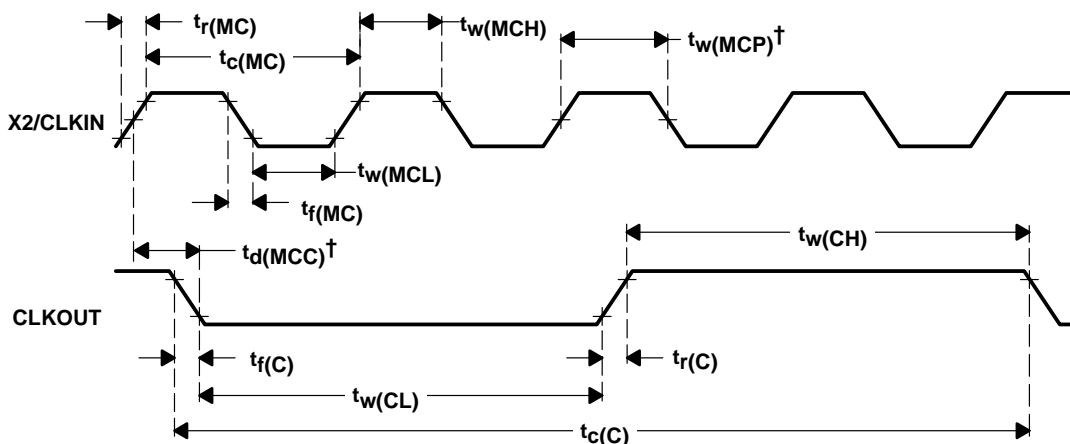 tr(MC)
tw(MCH)
tw(MCP)†
tc(MC)
X2/CLKIN
tw(MCL)
tf(MC)
td(MCC)†
tw(CH)
CLKOUT
tf(C)
tr(C)
tw(CL)
tc(C)